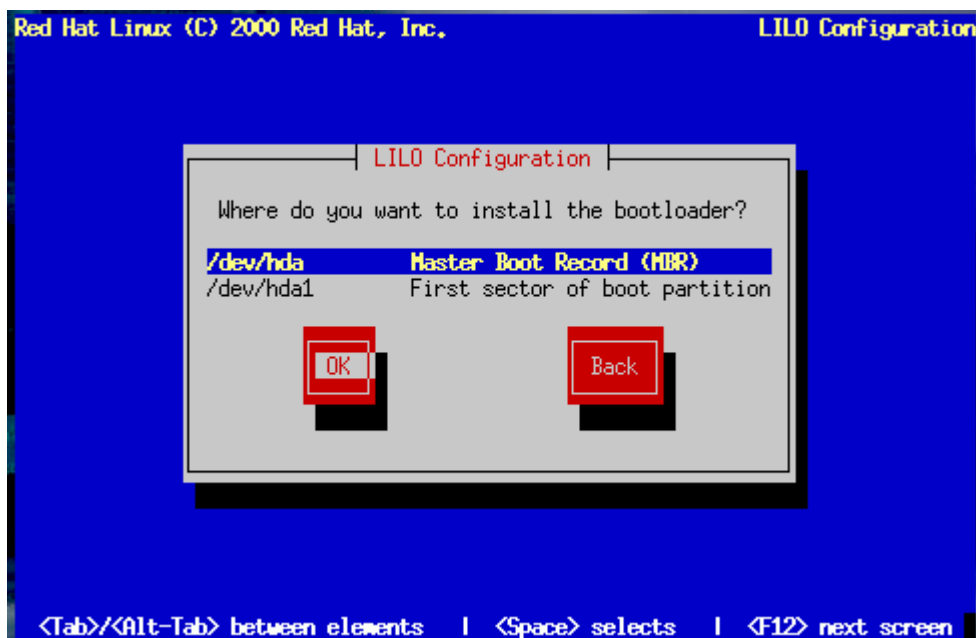 Red Hat Linux (C) 2000 Red Hat, Inc. LILO Configuration
LILO Configuration
Where do you want to install the bootloader?
/dev/hda Master Boot Record (MBR)
/dev/hda1 First sector of boot partition
OK Back
<Tab>/<Alt-Tab> between elements | <Space> selects | <F12> next screen